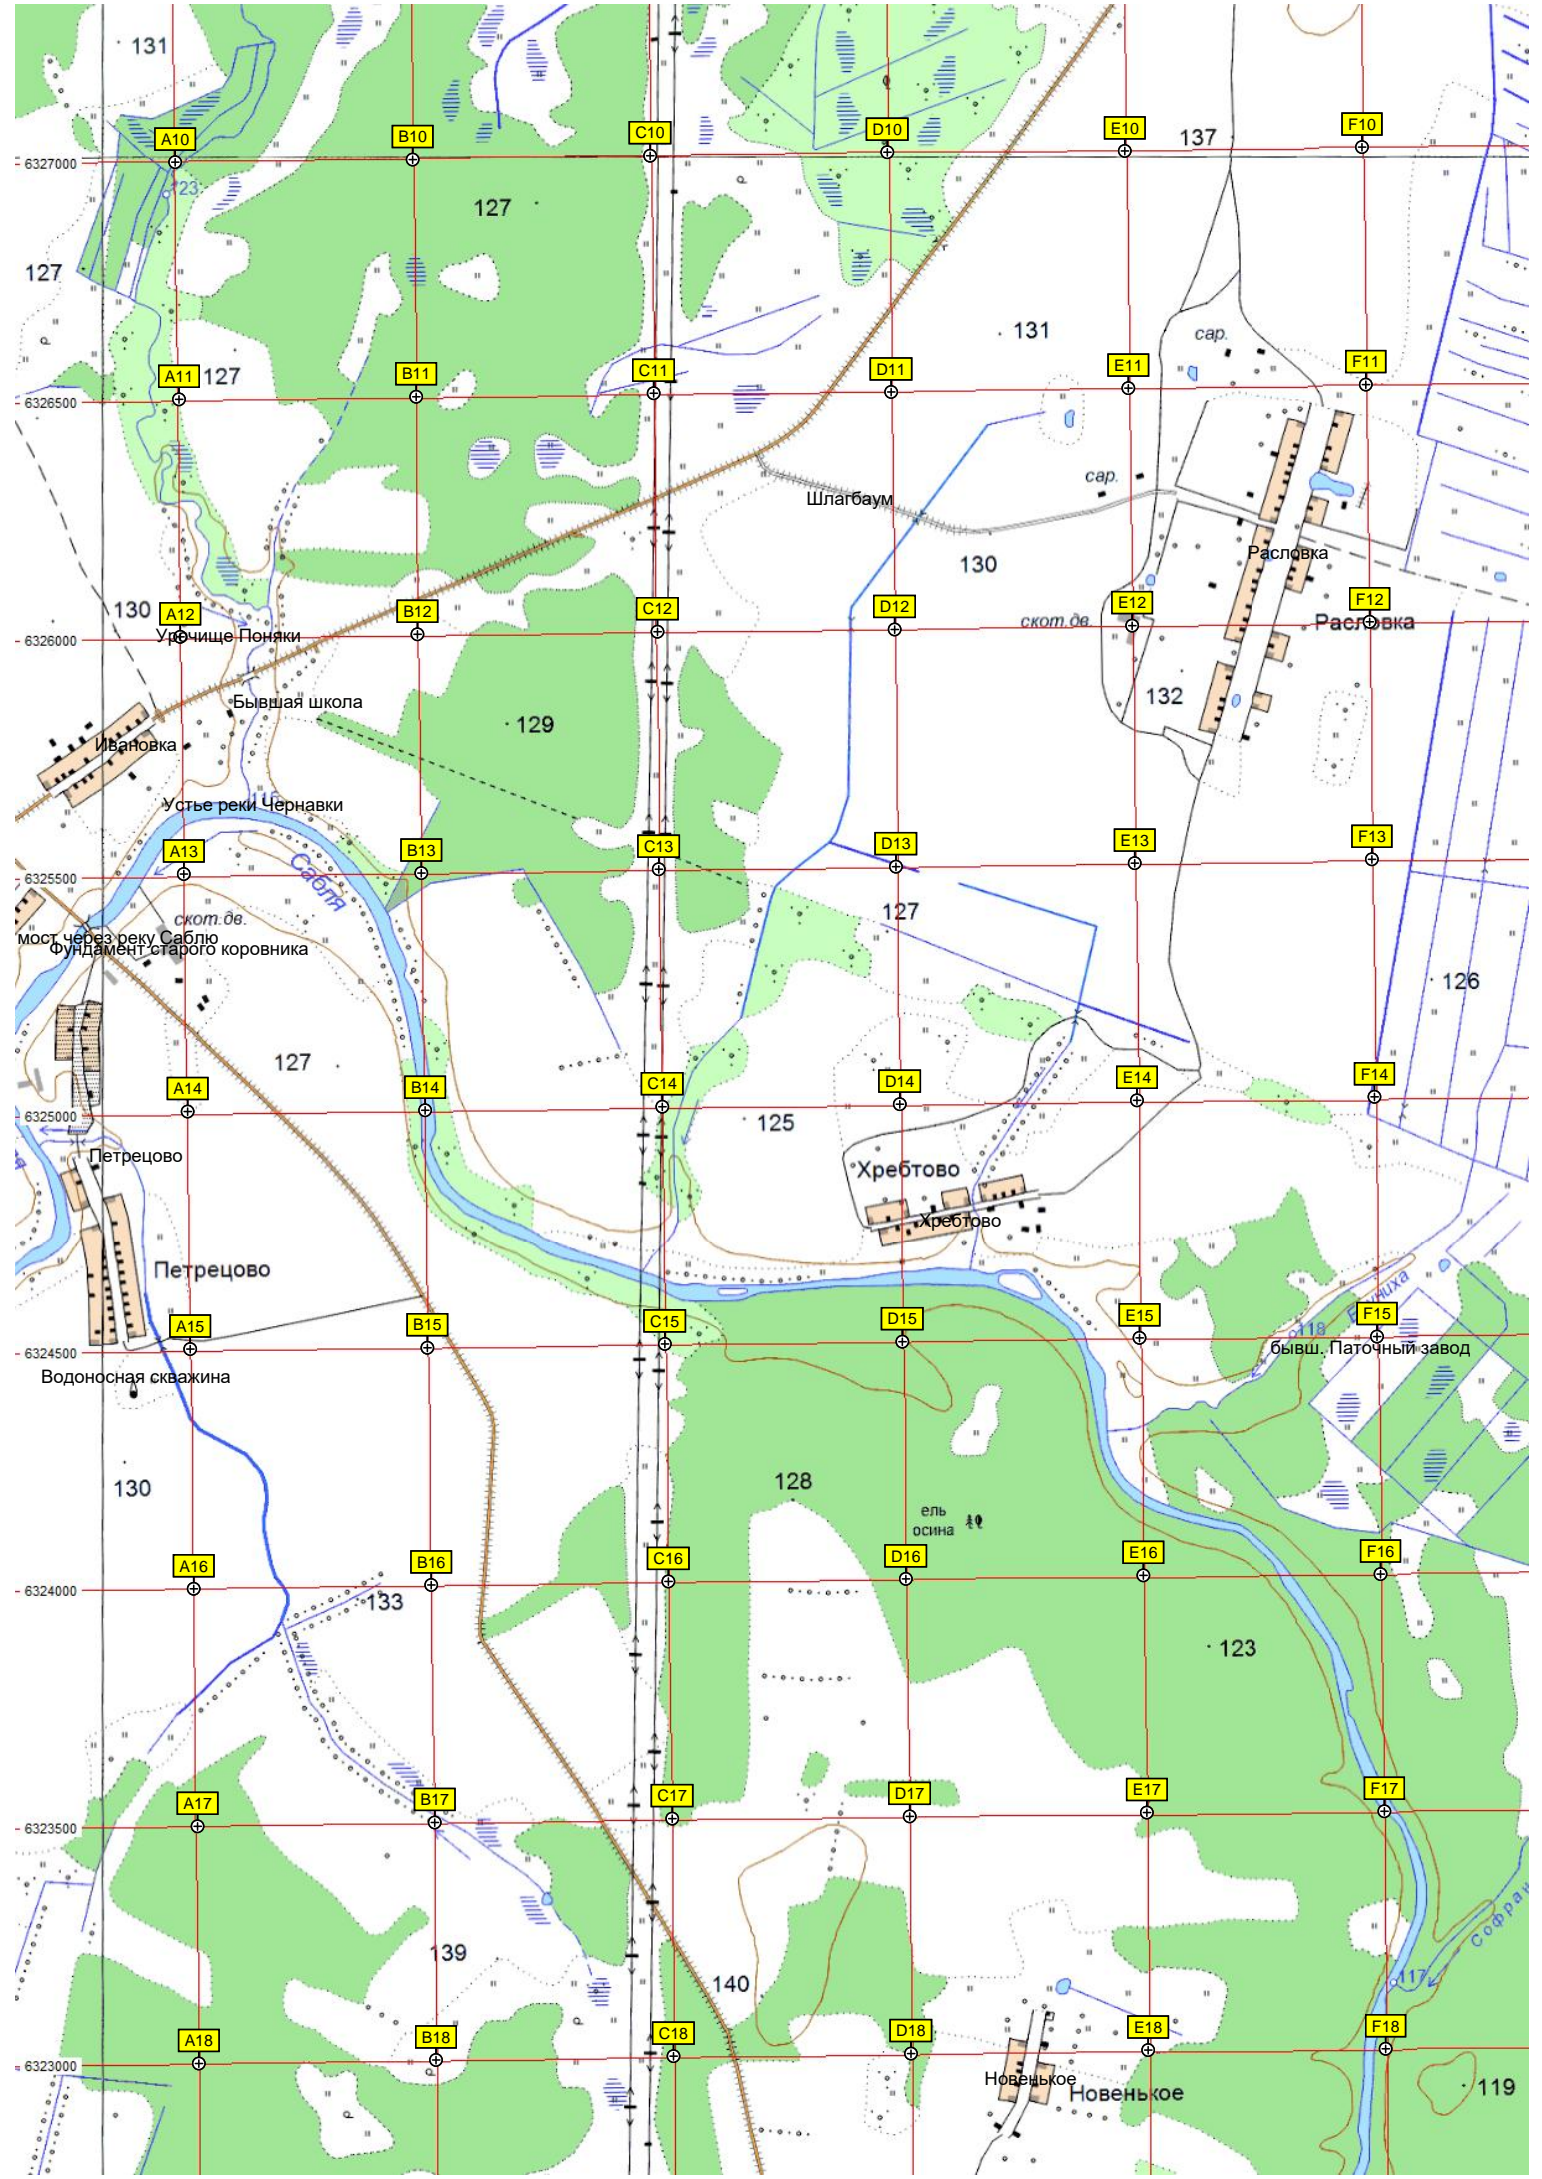 131
A10
B10
C10
D10
E10
137
F10
6327000
123
127
127
131
сар.
A11
127
B11
C11
D11
E11
F11
6326500
сар.
Шлагбаум
Расловка
130
130
A12
B12
C12
D12
E12
F12
скот.дв.
Расловка
Урочище Поняки
6326000
132
Бывшая школа
129
Ивановка
Устье реки Чернавки
A13
B13
C13
D13
E13
F13
6325500
Сабля
скот.дв.
127
мост через реку Саблю
Фундамент старого коровника
126
127
A14
B14
C14
D14
E14
F14
6325000
125
Петрецово
Хребтово
Хребтово
Петрецово
A15
B15
C15
D15
E15
F15
118
6324500
бывш. Паточный завод
Водоносная скважина
130
128
ель
осина
A16
B16
C16
D16
E16
F16
6324000
133
123
A17
B17
C17
D17
E17
F17
6323500
139
140
117
A18
B18
C18
D18
E18
F18
6323000
Новенькое
Новенькое
119